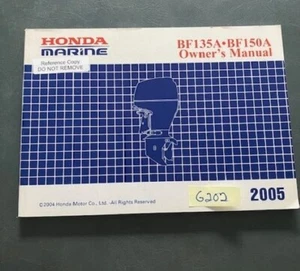 HONDA
MARINE
BF135A•BF150A
Owner's Manual
Reference Copy
DO NOT REMOVE
©2004 Honda Motor Co., Ltd. -All Rights Reserved
G202
2005